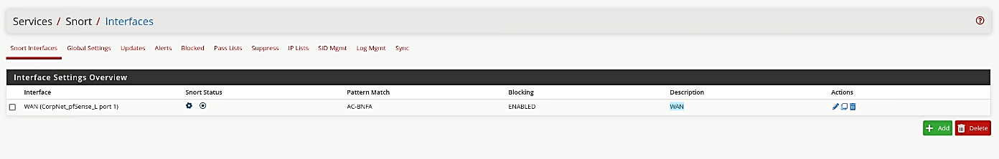 Services / Snort / Interfaces
Snort Interfaces Global Settings Updates Alerts Blocked Pass Lists Suppress IP Lists SID Mgmt Log Mgmt Sync
Interface Settings Overview
Interface Snort Status Pattern Match Blocking Description Actions
WAN (CorpNet_pfSense_L port 1) AC-BNFA ENABLED WAN
Add Delete